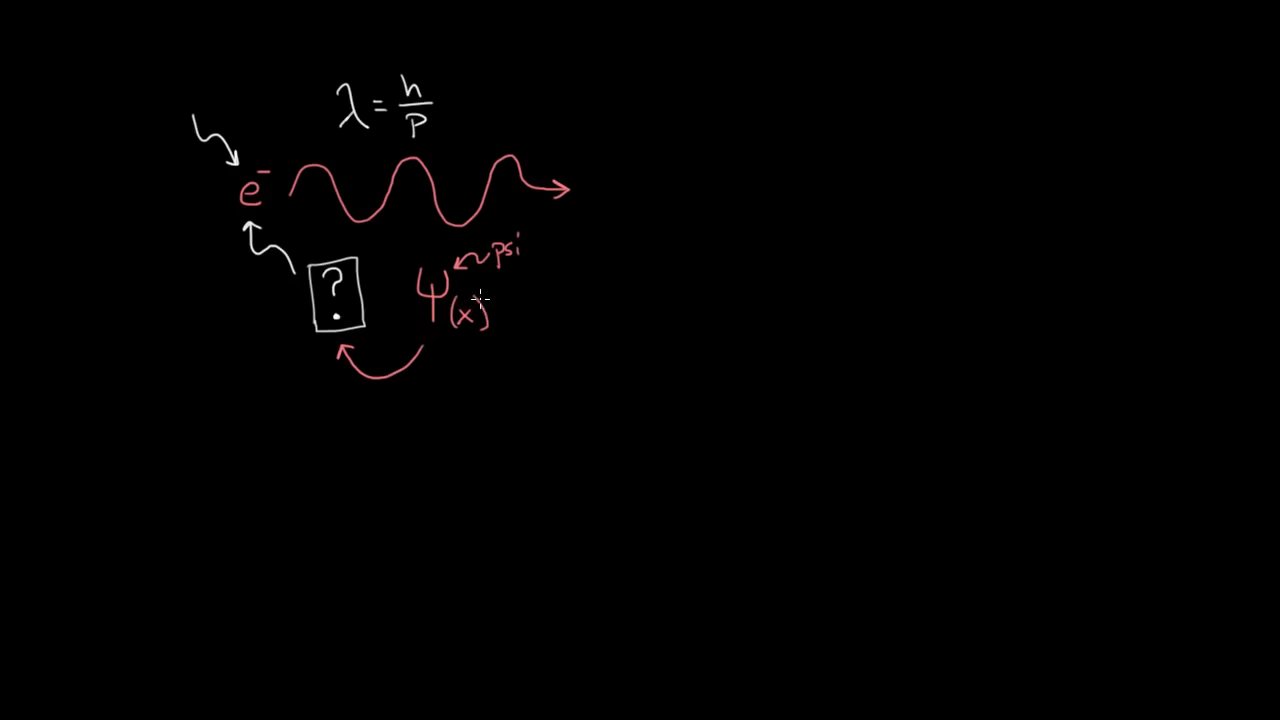 λ = h/p
e⁻
psi
?
ψ(x)